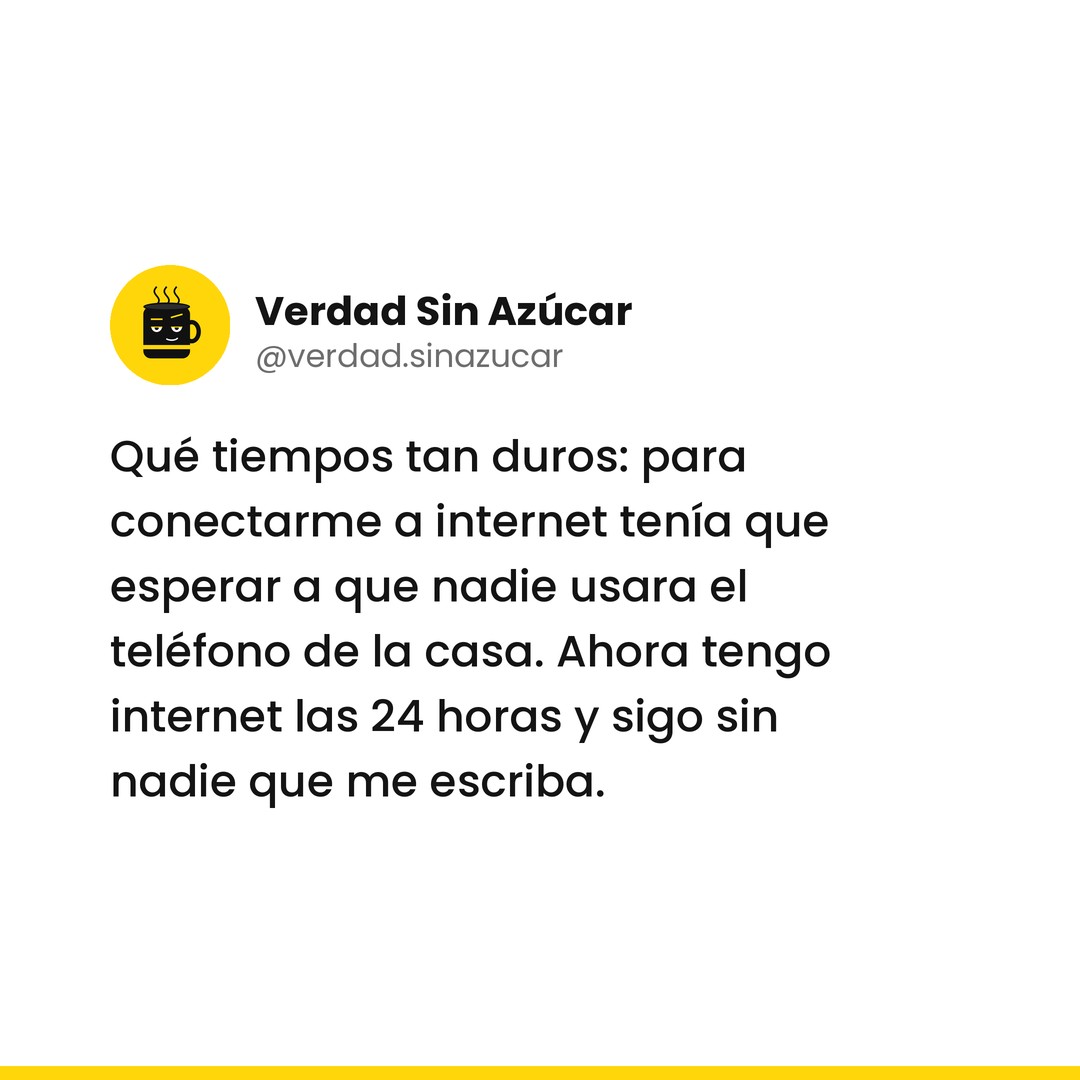 Verdad Sin Azúcar
@verdad.sinazucar
Qué tiempos tan duros: para
conectarme a internet tenía que
esperar a que nadie usara el
teléfono de la casa. Ahora tengo
internet las 24 horas y sigo sin
nadie que me escriba.